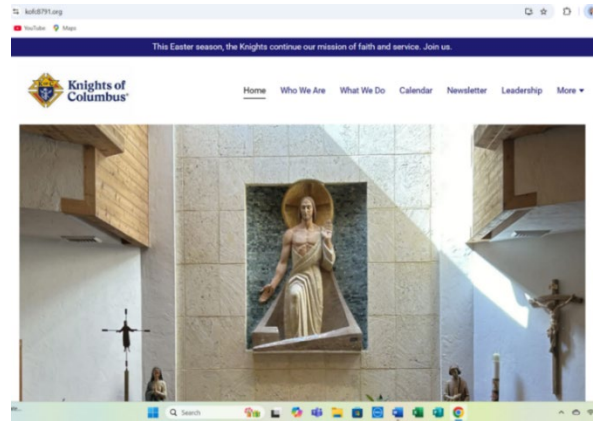 kofc8791.org
YouTube Maps
This Easter season, the Knights continue our mission of faith and service. Join us.
Knights of
Columbus®
Home Who We Are What We Do Calendar Newsletter Leadership More
Search